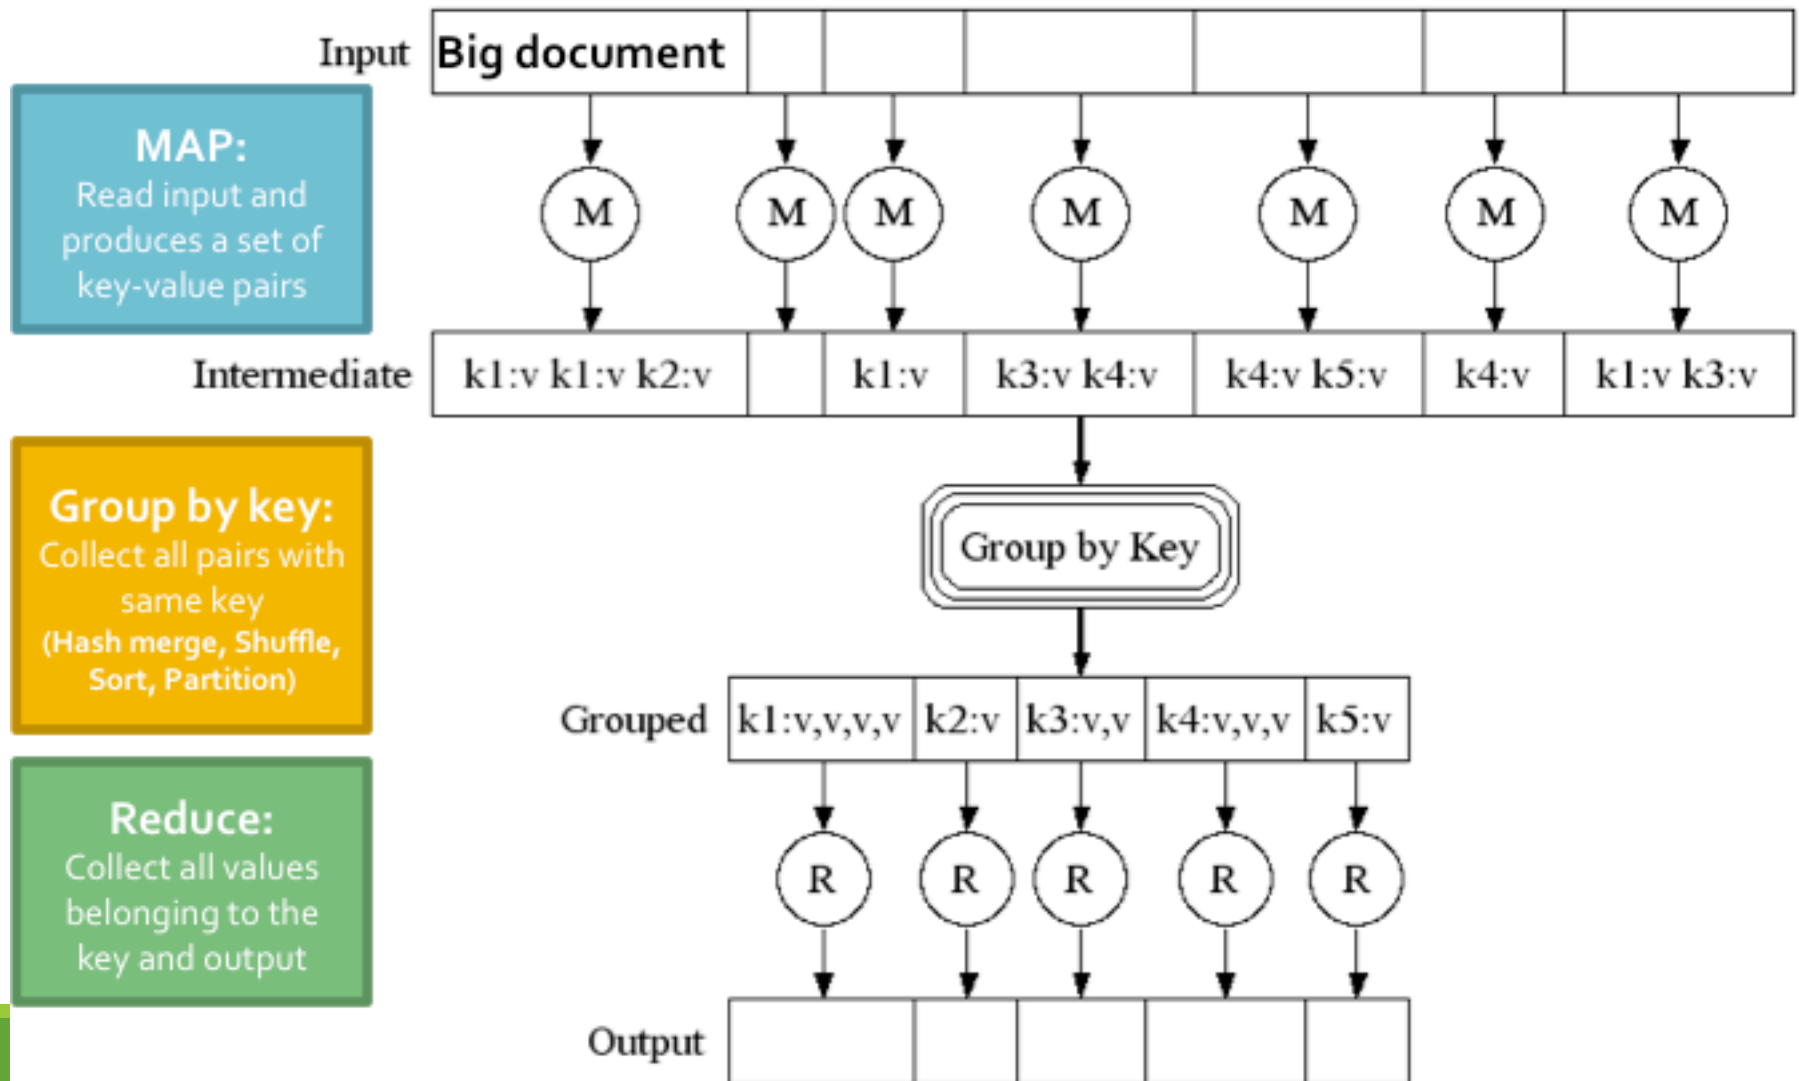 Input
Big document
MAP:
Read input and
produces a set of
key-value pairs
M M M M M M M
Intermediate
k1:v k1:v k2:v
k1:v
k3:v k4:v
k4:v k5:v
k4:v
k1:v k3:v
Group by key:
Collect all pairs with
same key
(Hash merge, Shuffle,
Sort, Partition)
Group by Key
Grouped
k1:v,v,v,v
k2:v
k3:v,v
k4:v,v,v
k5:v
Reduce:
Collect all values
belonging to the
key and output
R R R R R
Output